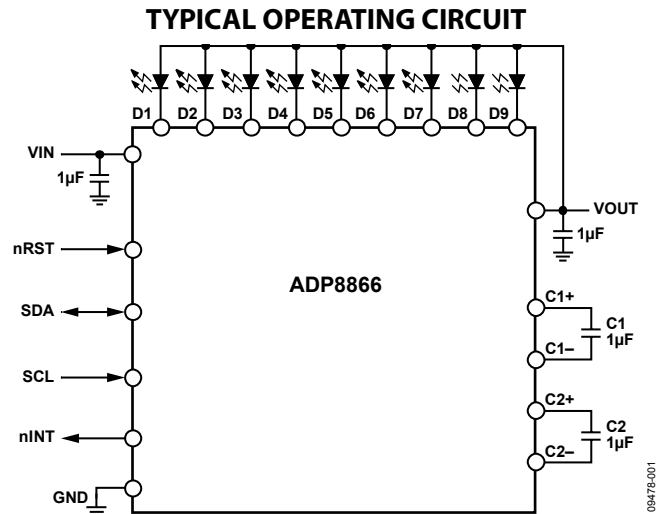 TYPICAL OPERATING CIRCUIT
D1 D2 D3 D4 D5 D6 D7 D8 D9
VIN
1µF
VOUT
1µF
nRST
ADP8866
SDA
C1+
C1
1µF
C1–
SCL
C2+
C2
1µF
nINT
C2–
GND
09478-001